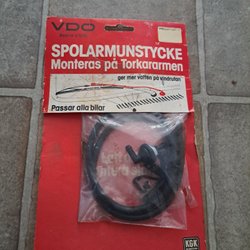 VDO
SPOLARMUNSTYCKE
Monteras på Torkararmen
ger mer vatten på vindrutan
Passar alla bilar
KGK